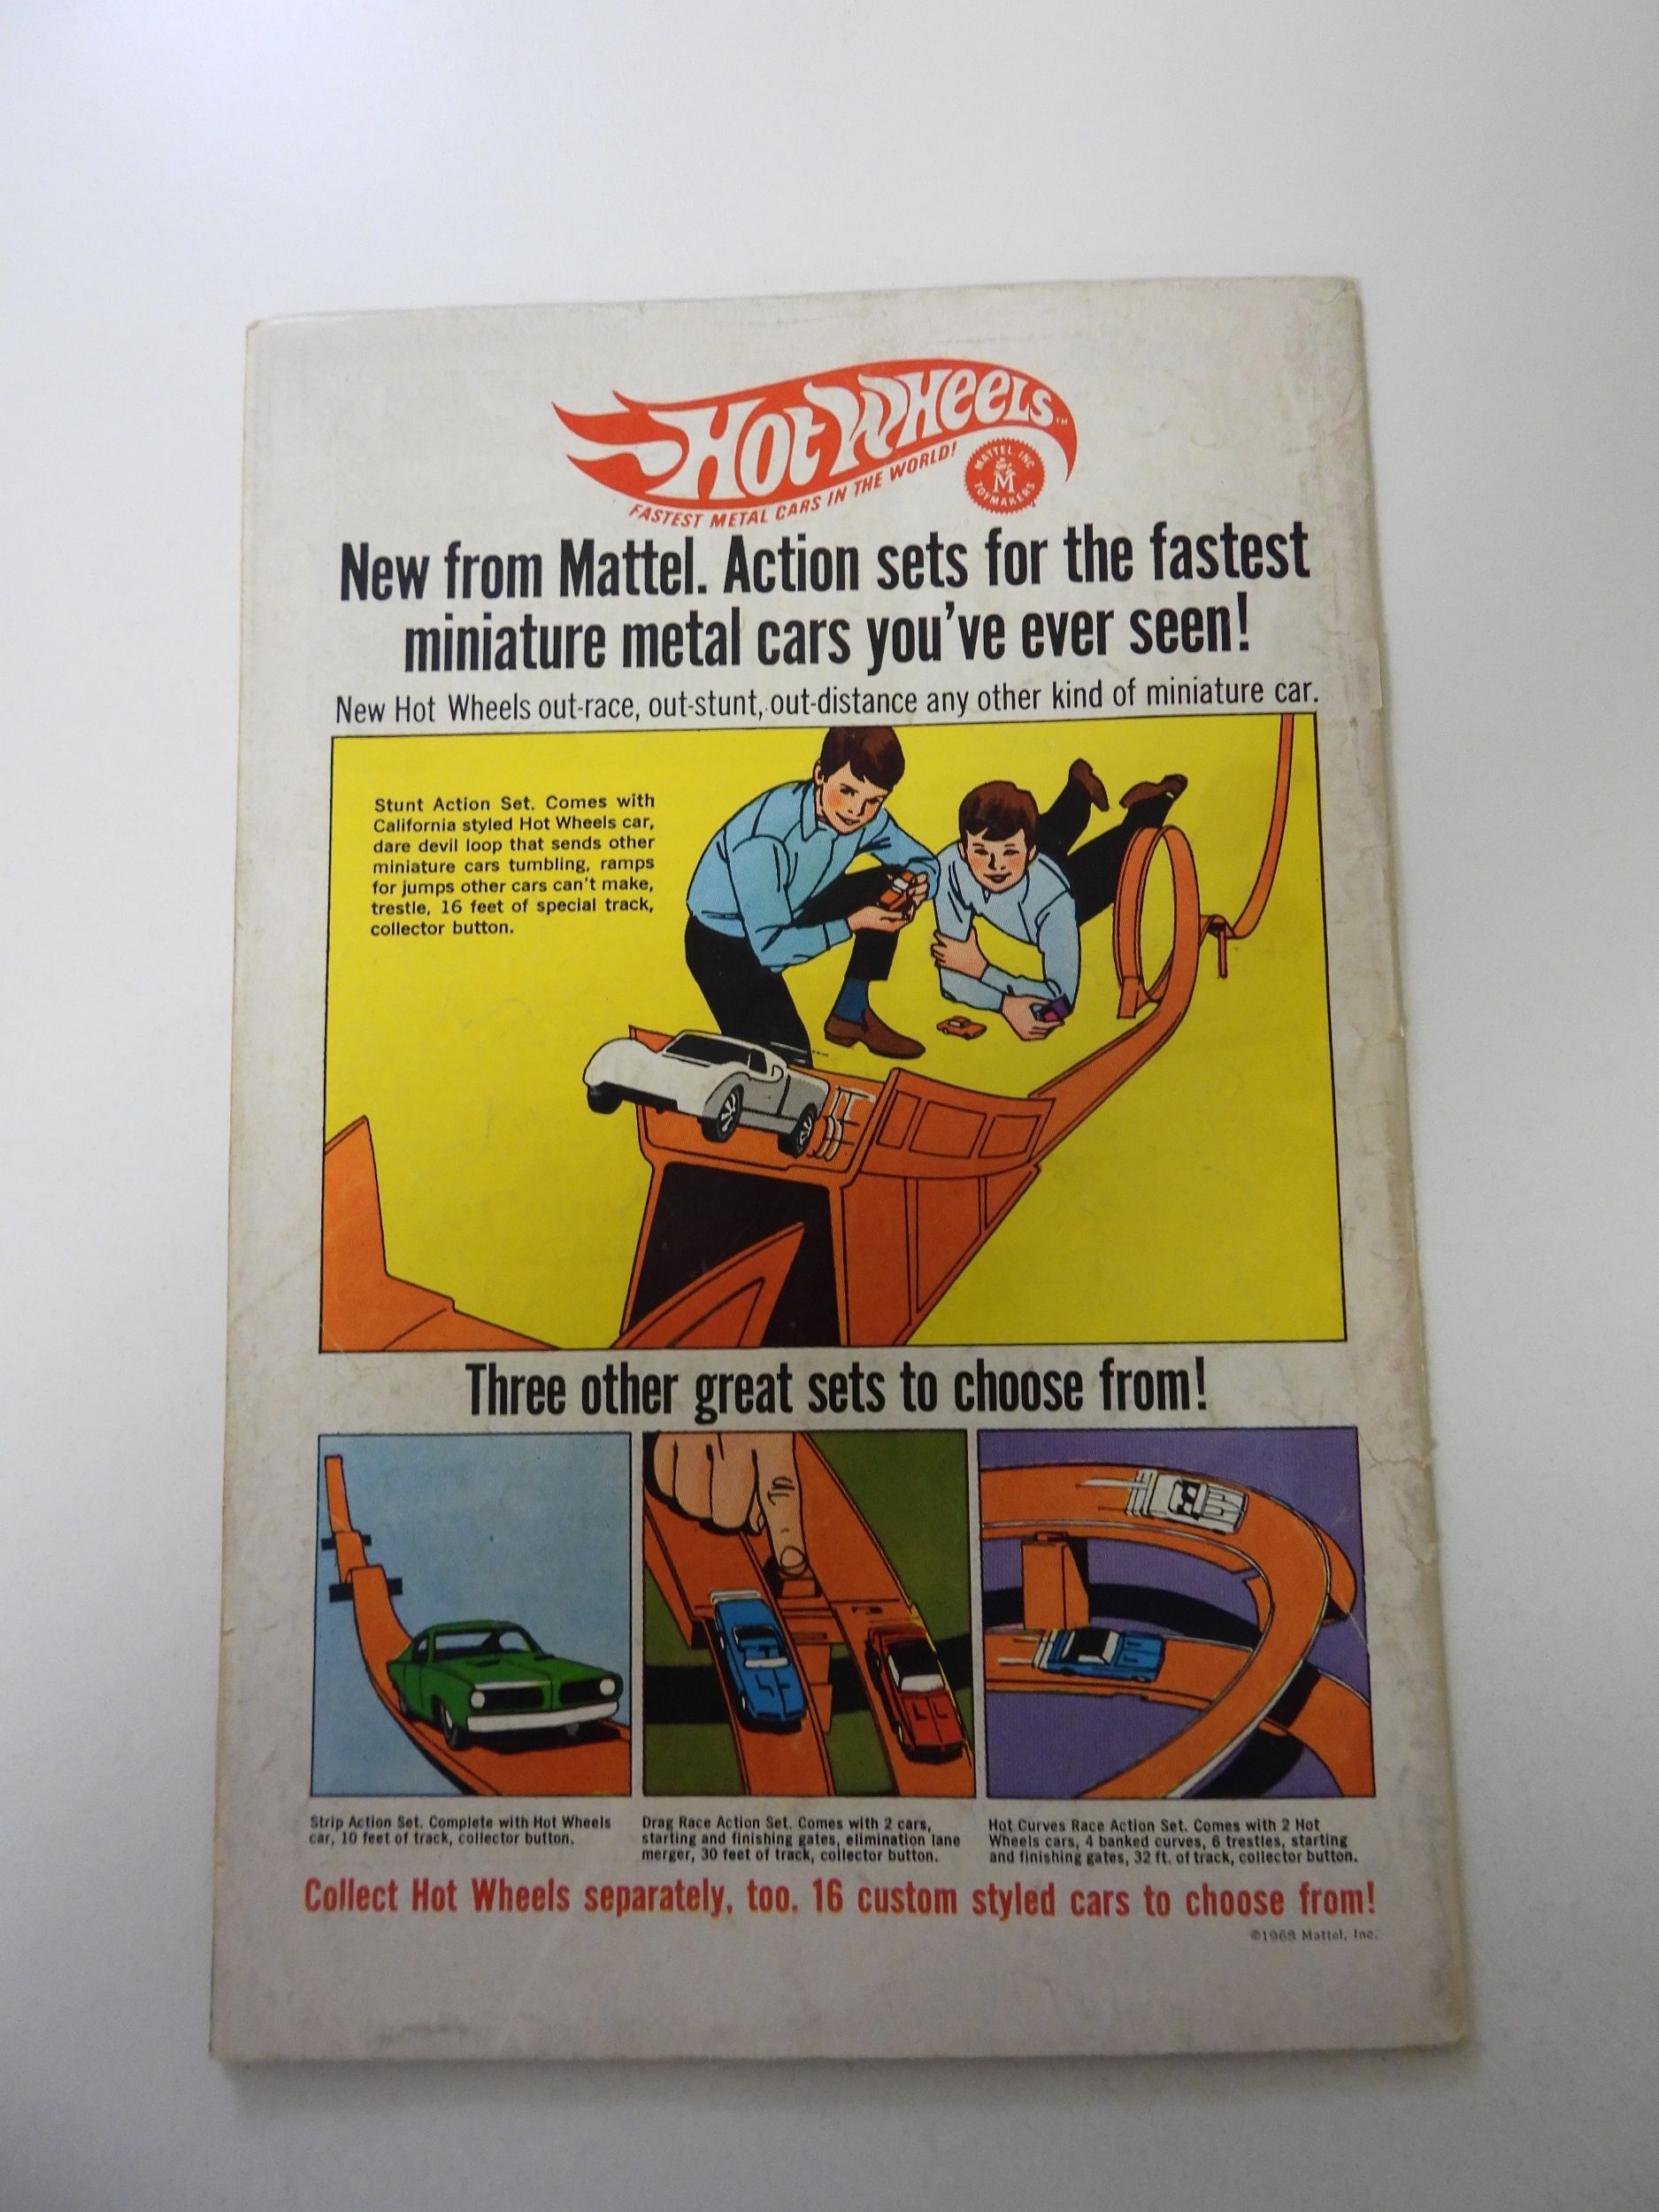 Hot Wheels™
FASTEST METAL CARS IN THE WORLD!
MATTEL INC
M
TOYMAKERS
New from Mattel. Action sets for the fastest
miniature metal cars you've ever seen!
New Hot Wheels out-race, out-stunt, out-distance any other kind of miniature car.
Stunt Action Set. Comes with
California styled Hot Wheels car,
dare devil loop that sends other
miniature cars tumbling, ramps
for jumps other cars can't make,
trestle, 16 feet of special track,
collector button.
Three other great sets to choose from!
Strip Action Set. Complete with Hot Wheels
car, 10 feet of track, collector button.
Drag Race Action Set. Comes with 2 cars,
starting and finishing gates, elimination lane
merger, 30 feet of track, collector button.
Hot Curves Race Action Set. Comes with 2 Hot
Wheels cars, 4 banked curves, 6 trestles, starting
and finishing gates, 32 ft. of track, collector button.
Collect Hot Wheels separately, too. 16 custom styled cars to choose from!
©1968 Mattel, Inc.